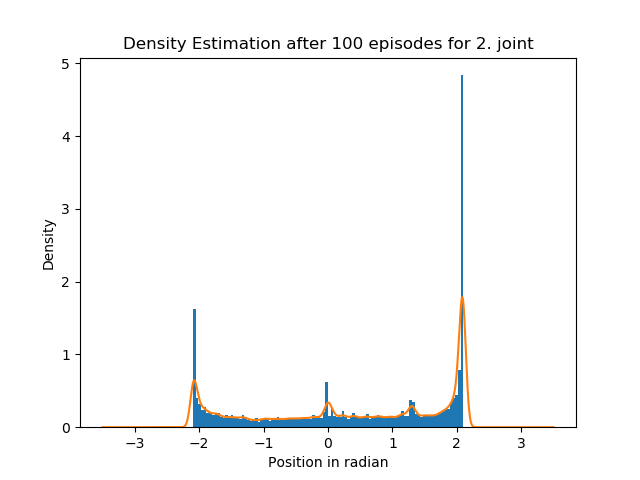 Density Estimation after 100 episodes for 2. joint
5
4
3
2
1
0
Density
−3 −2 −1 0 1 2 3
Position in radian